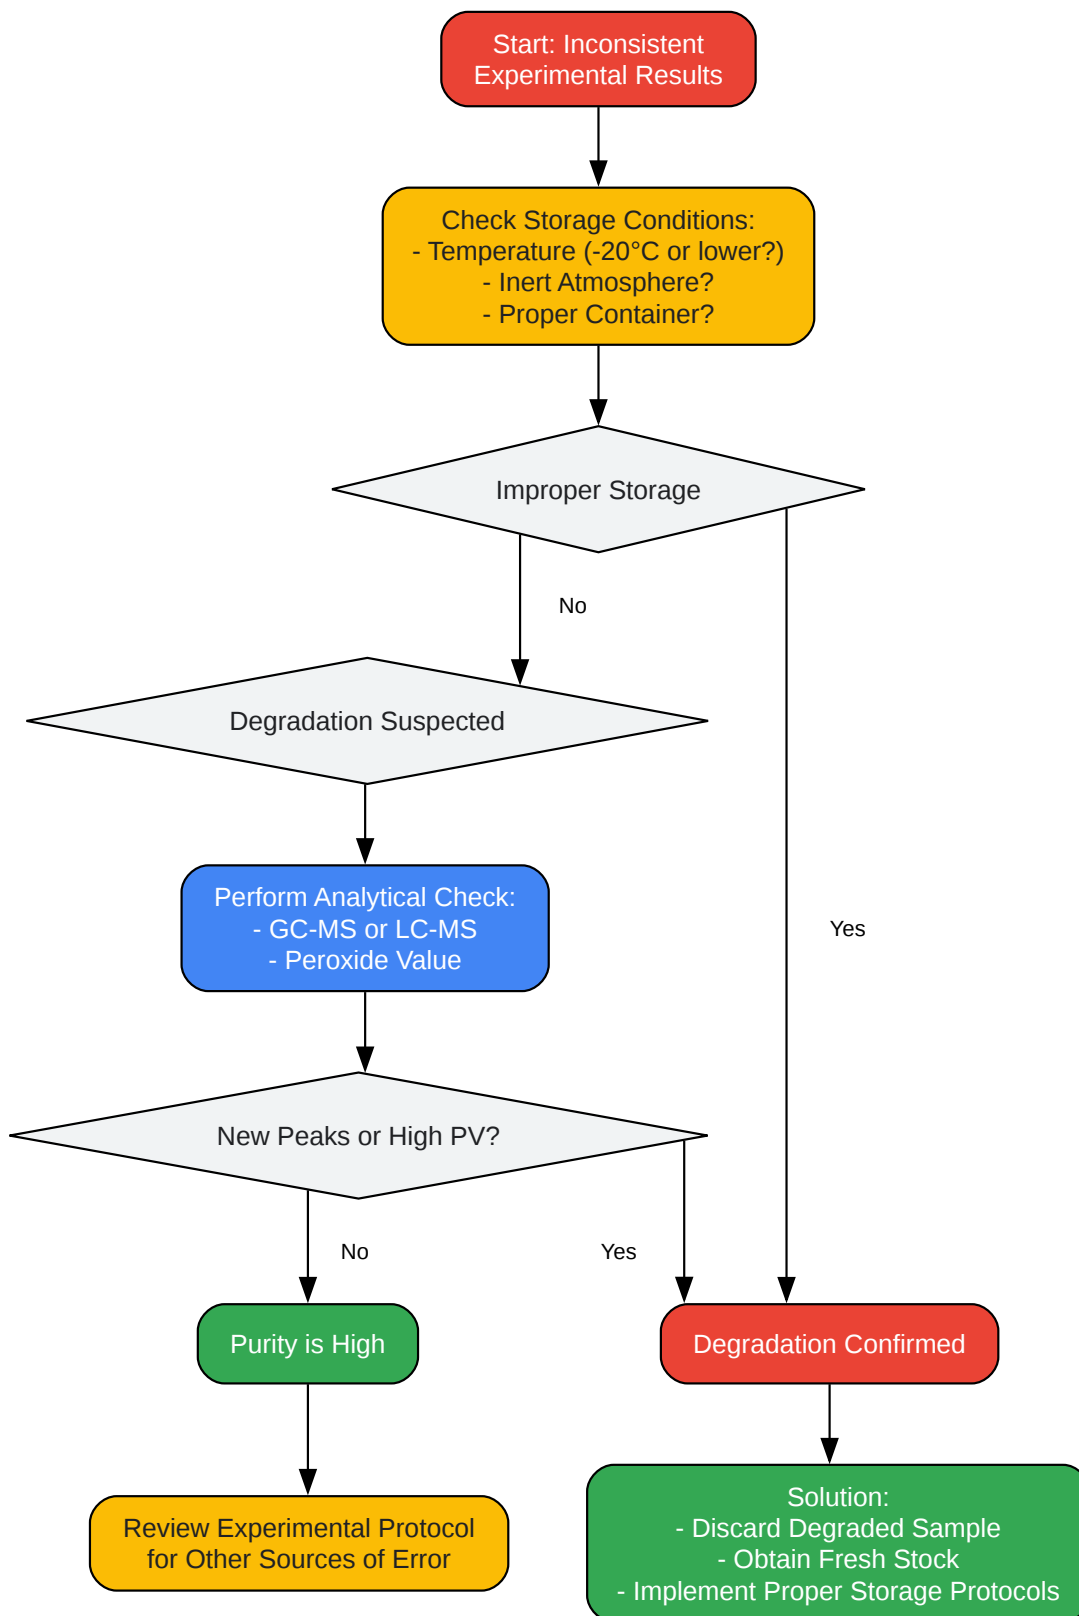 Start: Inconsistent
Experimental Results
Check Storage Conditions:
- Temperature (-20°C or lower?)
- Inert Atmosphere?
- Proper Container?
Improper Storage
No
Degradation Suspected
Perform Analytical Check:
- GC-MS or LC-MS
- Peroxide Value
Yes
New Peaks or High PV?
No
Yes
Purity is High
Degradation Confirmed
Review Experimental Protocol
for Other Sources of Error
Solution:
- Discard Degraded Sample
- Obtain Fresh Stock
- Implement Proper Storage Protocols